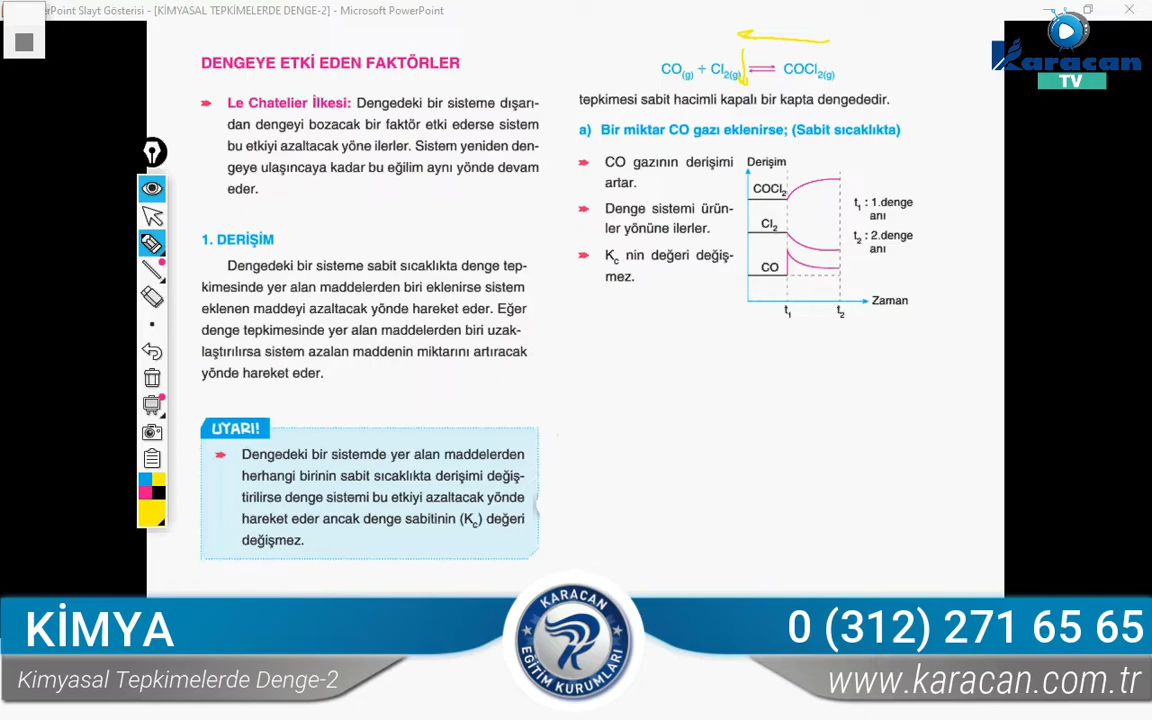 PowerPoint Slayt Gösterisi - [KİMYASAL TEPKİMELERDE DENGE-2] - Microsoft PowerPoint
Karacan
TV
DENGEYE ETKİ EDEN FAKTÖRLER
Le Chatelier İlkesi: Dengedeki bir sisteme dışarı-
dan dengeyi bozacak bir faktör etki ederse sistem
bu etkiyi azaltacak yöne ilerler. Sistem yeniden den-
geye ulaşıncaya kadar bu eğilim aynı yönde devam
eder.
1. DERİŞİM
Dengedeki bir sisteme sabit sıcaklıkta denge tep-
kimesinde yer alan maddelerden biri eklenirse sistem
eklenen maddeyi azaltacak yönde hareket eder. Eğer
denge tepkimesinde yer alan maddelerden biri uzak-
laştırılırsa sistem azalan maddenin miktarını artıracak
yönde hareket eder.
UYARI!
Dengedeki bir sistemde yer alan maddelerden
herhangi birinin sabit sıcaklıkta derişimi değiş-
tirilirse denge sistemi bu etkiyi azaltacak yönde
hareket eder ancak denge sabitinin (Kc) değeri
değişmez.
CO(g) + Cl2(g) ⇌ COCl2(g)
tepkimesi sabit hacimli kapalı bir kapta dengededir.
a) Bir miktar CO gazı eklenirse; (Sabit sıcaklıkta)
CO gazının derişimi
artar.
Denge sistemi ürün-
ler yönüne ilerler.
Kc nin değeri değiş-
mez.
Derişim
COCl2
Cl2
CO
t1 t2
Zaman
t1 : 1.denge
anı
t2 : 2.denge
anı
KİMYA
Kimyasal Tepkimelerde Denge-2
KARACAN
EĞİTİM KURUMLARI
0 (312) 271 65 65
www.karacan.com.tr